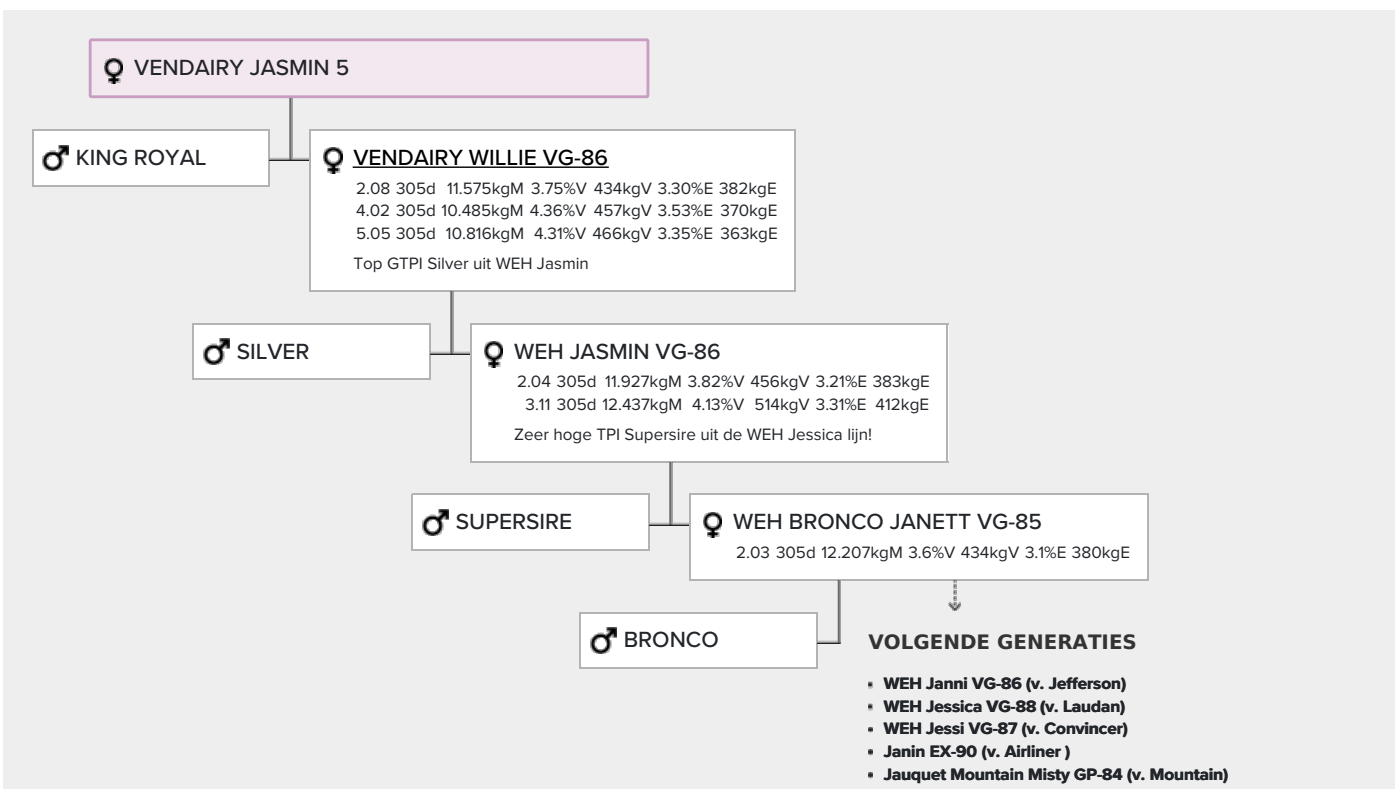 VENDAIRY JASMIN 5
KING ROYAL
VENDAIRY WILLIE VG-86
2.08 305d 11.575kgM 3.75%V 434kgV 3.30%E 382kgE
4.02 305d 10.485kgM 4.36%V 457kgV 3.53%E 370kgE
5.05 305d 10.816kgM 4.31%V 466kgV 3.35%E 363kgE
Top GTPI Silver uit WEH Jasmin
SILVER
WEH JASMIN VG-86
2.04 305d 11.927kgM 3.82%V 456kgV 3.21%E 383kgE
3.11 305d 12.437kgM 4.13%V 514kgV 3.31%E 412kgE
Zeer hoge TPI Supersire uit de WEH Jessica lijn!
SUPERSIRE
WEH BRONCO JANETT VG-85
2.03 305d 12.207kgM 3.6%V 434kgV 3.1%E 380kgE
BRONCO
VOLGENDE GENERATIES
WEH Janni VG-86 (v. Jefferson)
WEH Jessica VG-88 (v. Laudan)
WEH Jessi VG-87 (v. Convincer)
Janin EX-90 (v. Airliner )
Jauquet Mountain Misty GP-84 (v. Mountain)